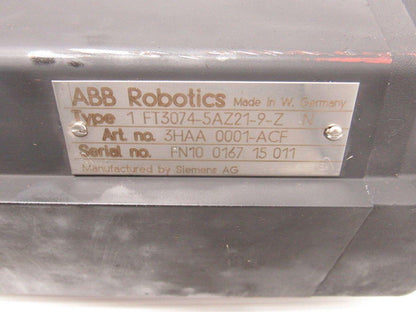 ABB Robotics Made in W. Germany
Type 1 FT3074-5AZ21-9-Z N
Art. no. 3HAA 0001-ACF
Serial no. FN10 0167 15 011
Manufactured by Siemens AG